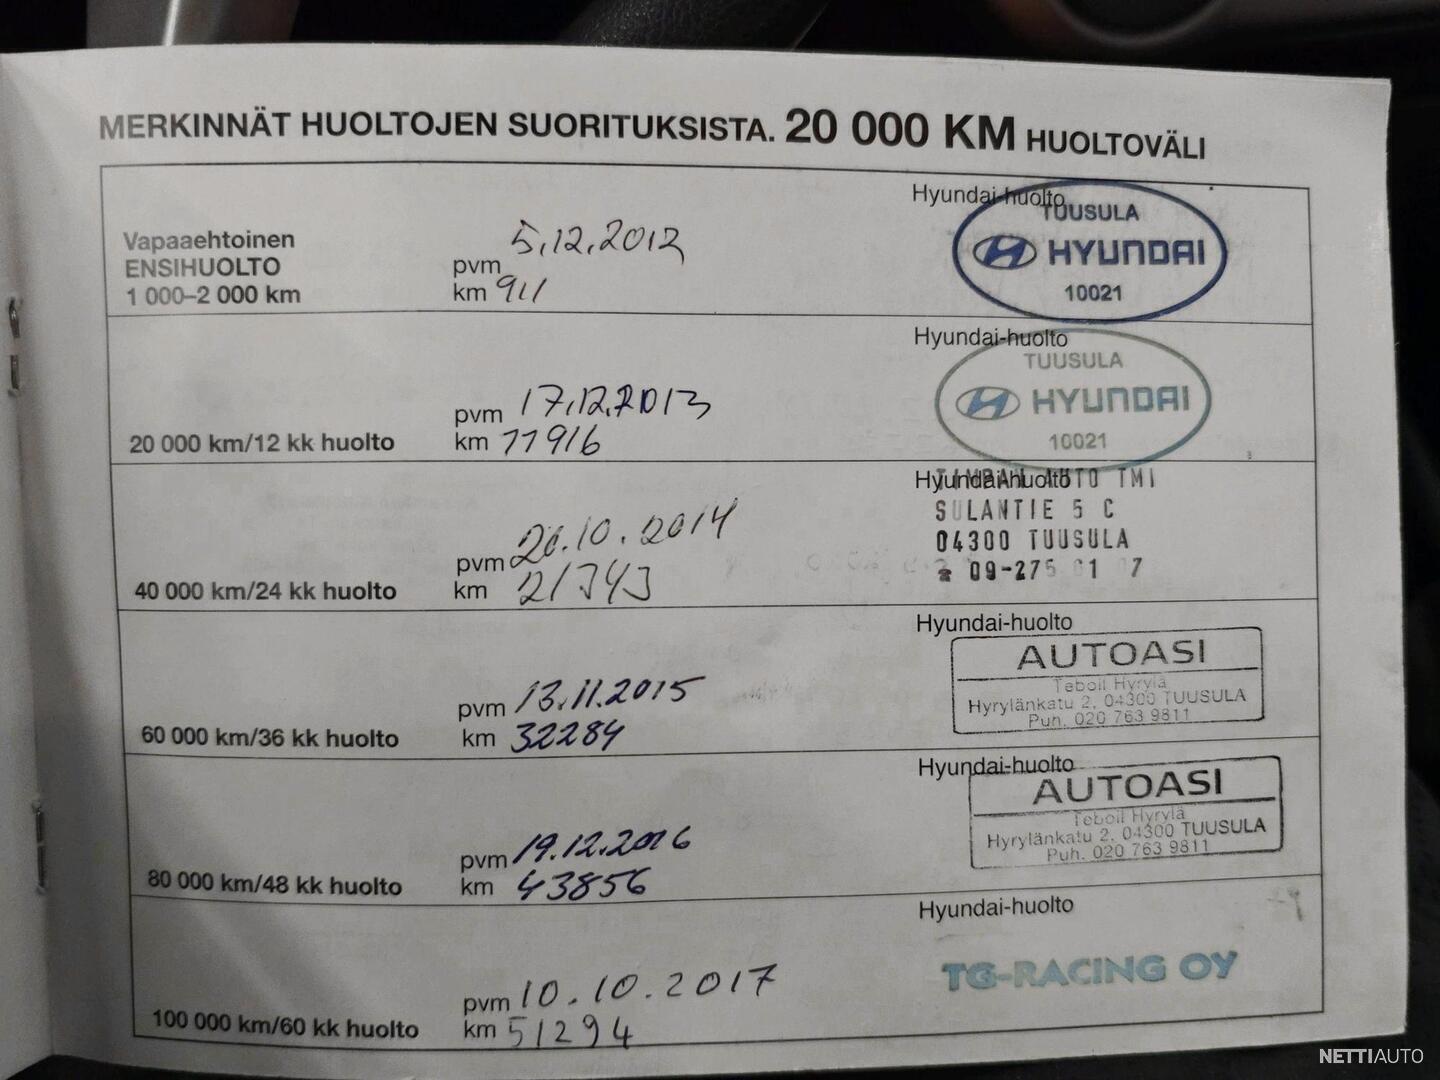 MERKINNÄT HUOLTOJEN SUORITUKSISTA. 20 000 KM HUOLTOVÄLI
Vapaaehtoinen
ENSIHUOLTO
1 000–2 000 km
pvm 5.12.2012
km 911
Hyundai-huolto
TUUSULA
HYUNDAI
10021
20 000 km/12 kk huolto
pvm 17.12.2013
km 11916
Hyundai-huolto
TUUSULA
HYUNDAI
10021
40 000 km/24 kk huolto
pvm 20.10.2014
km 21343
Hyundai-huolto
AUTO TMI
SULANTIE 5 C
04300 TUUSULA
60 000 km/36 kk huolto
pvm 13.11.2015
km 32284
Hyundai-huolto
AUTOASI
Teboil Hyrylä
Hyrylänkatu 2, 04300 TUUSULA
Puh. 020 763 9811
80 000 km/48 kk huolto
pvm 19.12.2016
km 43856
Hyundai-huolto
AUTOASI
Teboil Hyrylä
Hyrylänkatu 2, 04300 TUUSULA
Puh. 020 763 9811
100 000 km/60 kk huolto
pvm 10.10.2017
km 51294
Hyundai-huolto
TG-RACING OY
NETTIAUTO